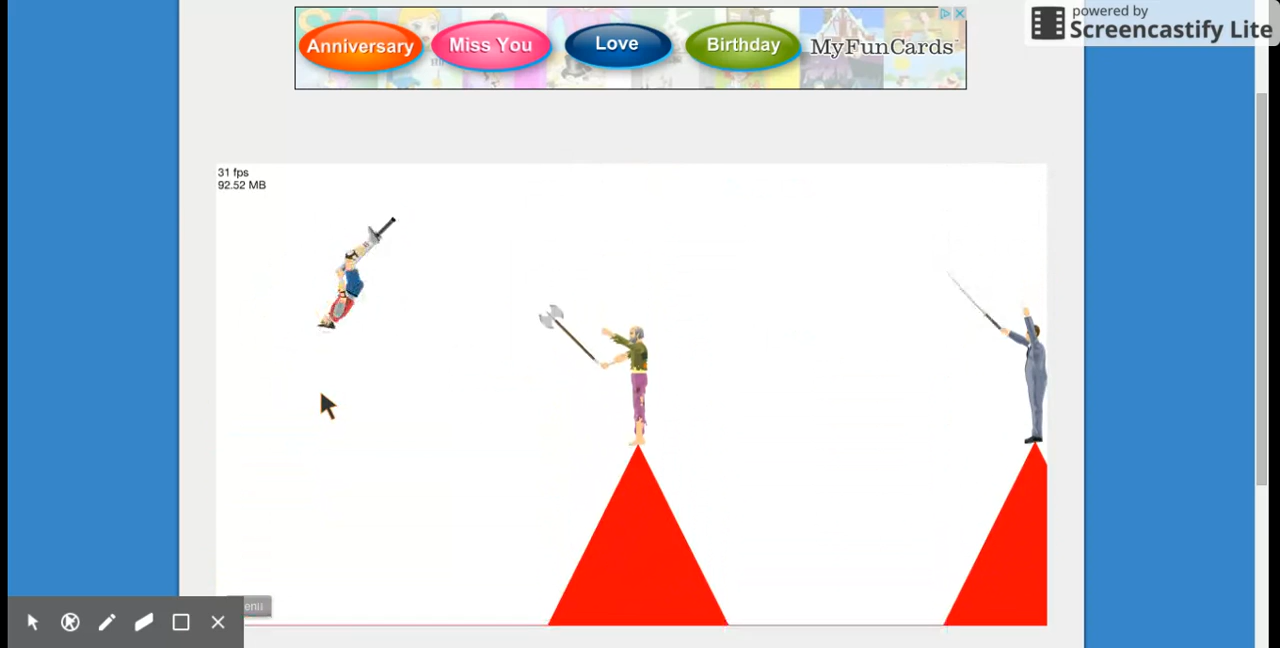 Anniversary
Miss You
Love
Birthday
MyFunCards
powered by
Screencastify Lite
31 fps
92.52 MB